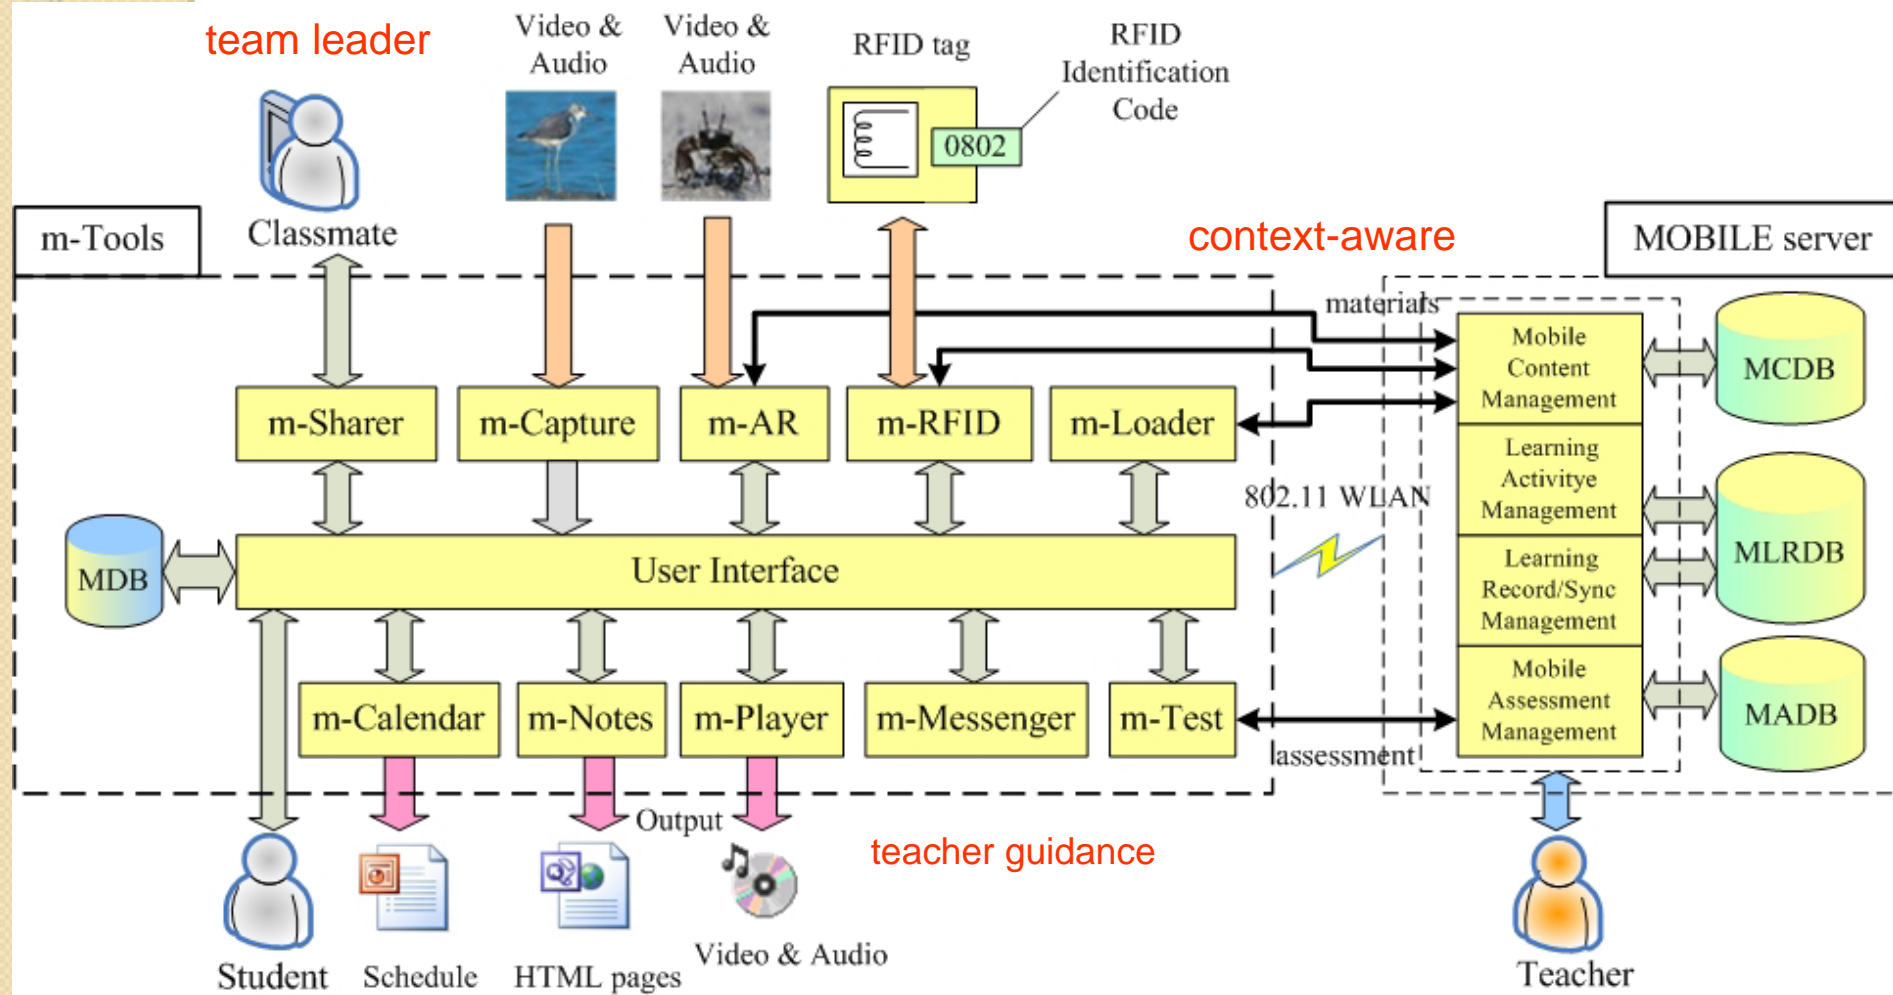 team leader
Video &
Audio
Video &
Audio
RFID tag
RFID
Identification
Code
0802
m-Tools
Classmate
context-aware
MOBILE server
materials
Mobile
Content
Management
MCDB
m-Sharer
m-Capture
m-AR
m-RFID
m-Loader
Learning
Activitye
Management
802.11 WLAN
MDB
User Interface
Learning
Record/Sync
Management
MLRDB
m-Calendar
m-Notes
m-Player
m-Messenger
m-Test
Mobile
Assessment
Management
MADB
assessment
Output
teacher guidance
Student
Schedule
HTML pages
Video & Audio
Teacher